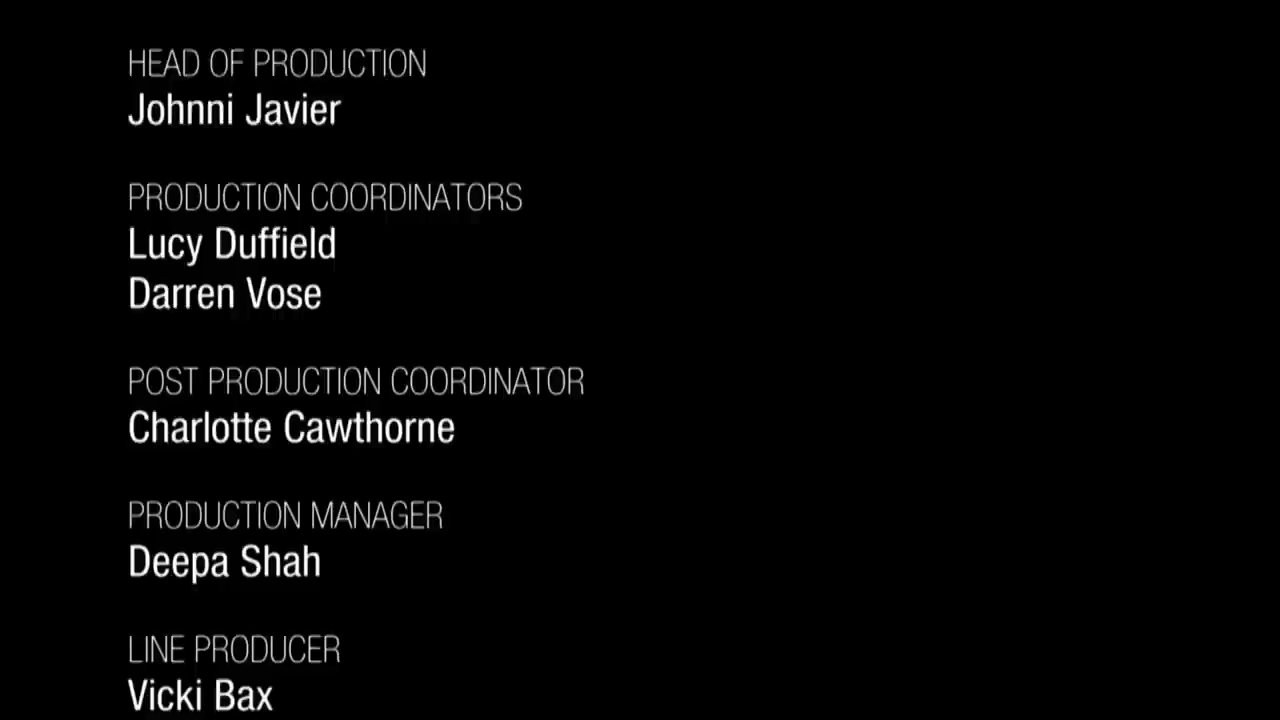 HEAD OF PRODUCTION
Johnni Javier
PRODUCTION COORDINATORS
Lucy Duffield
Darren Vose
POST PRODUCTION COORDINATOR
Charlotte Cawthorne
PRODUCTION MANAGER
Deepa Shah
LINE PRODUCER
Vicki Bax